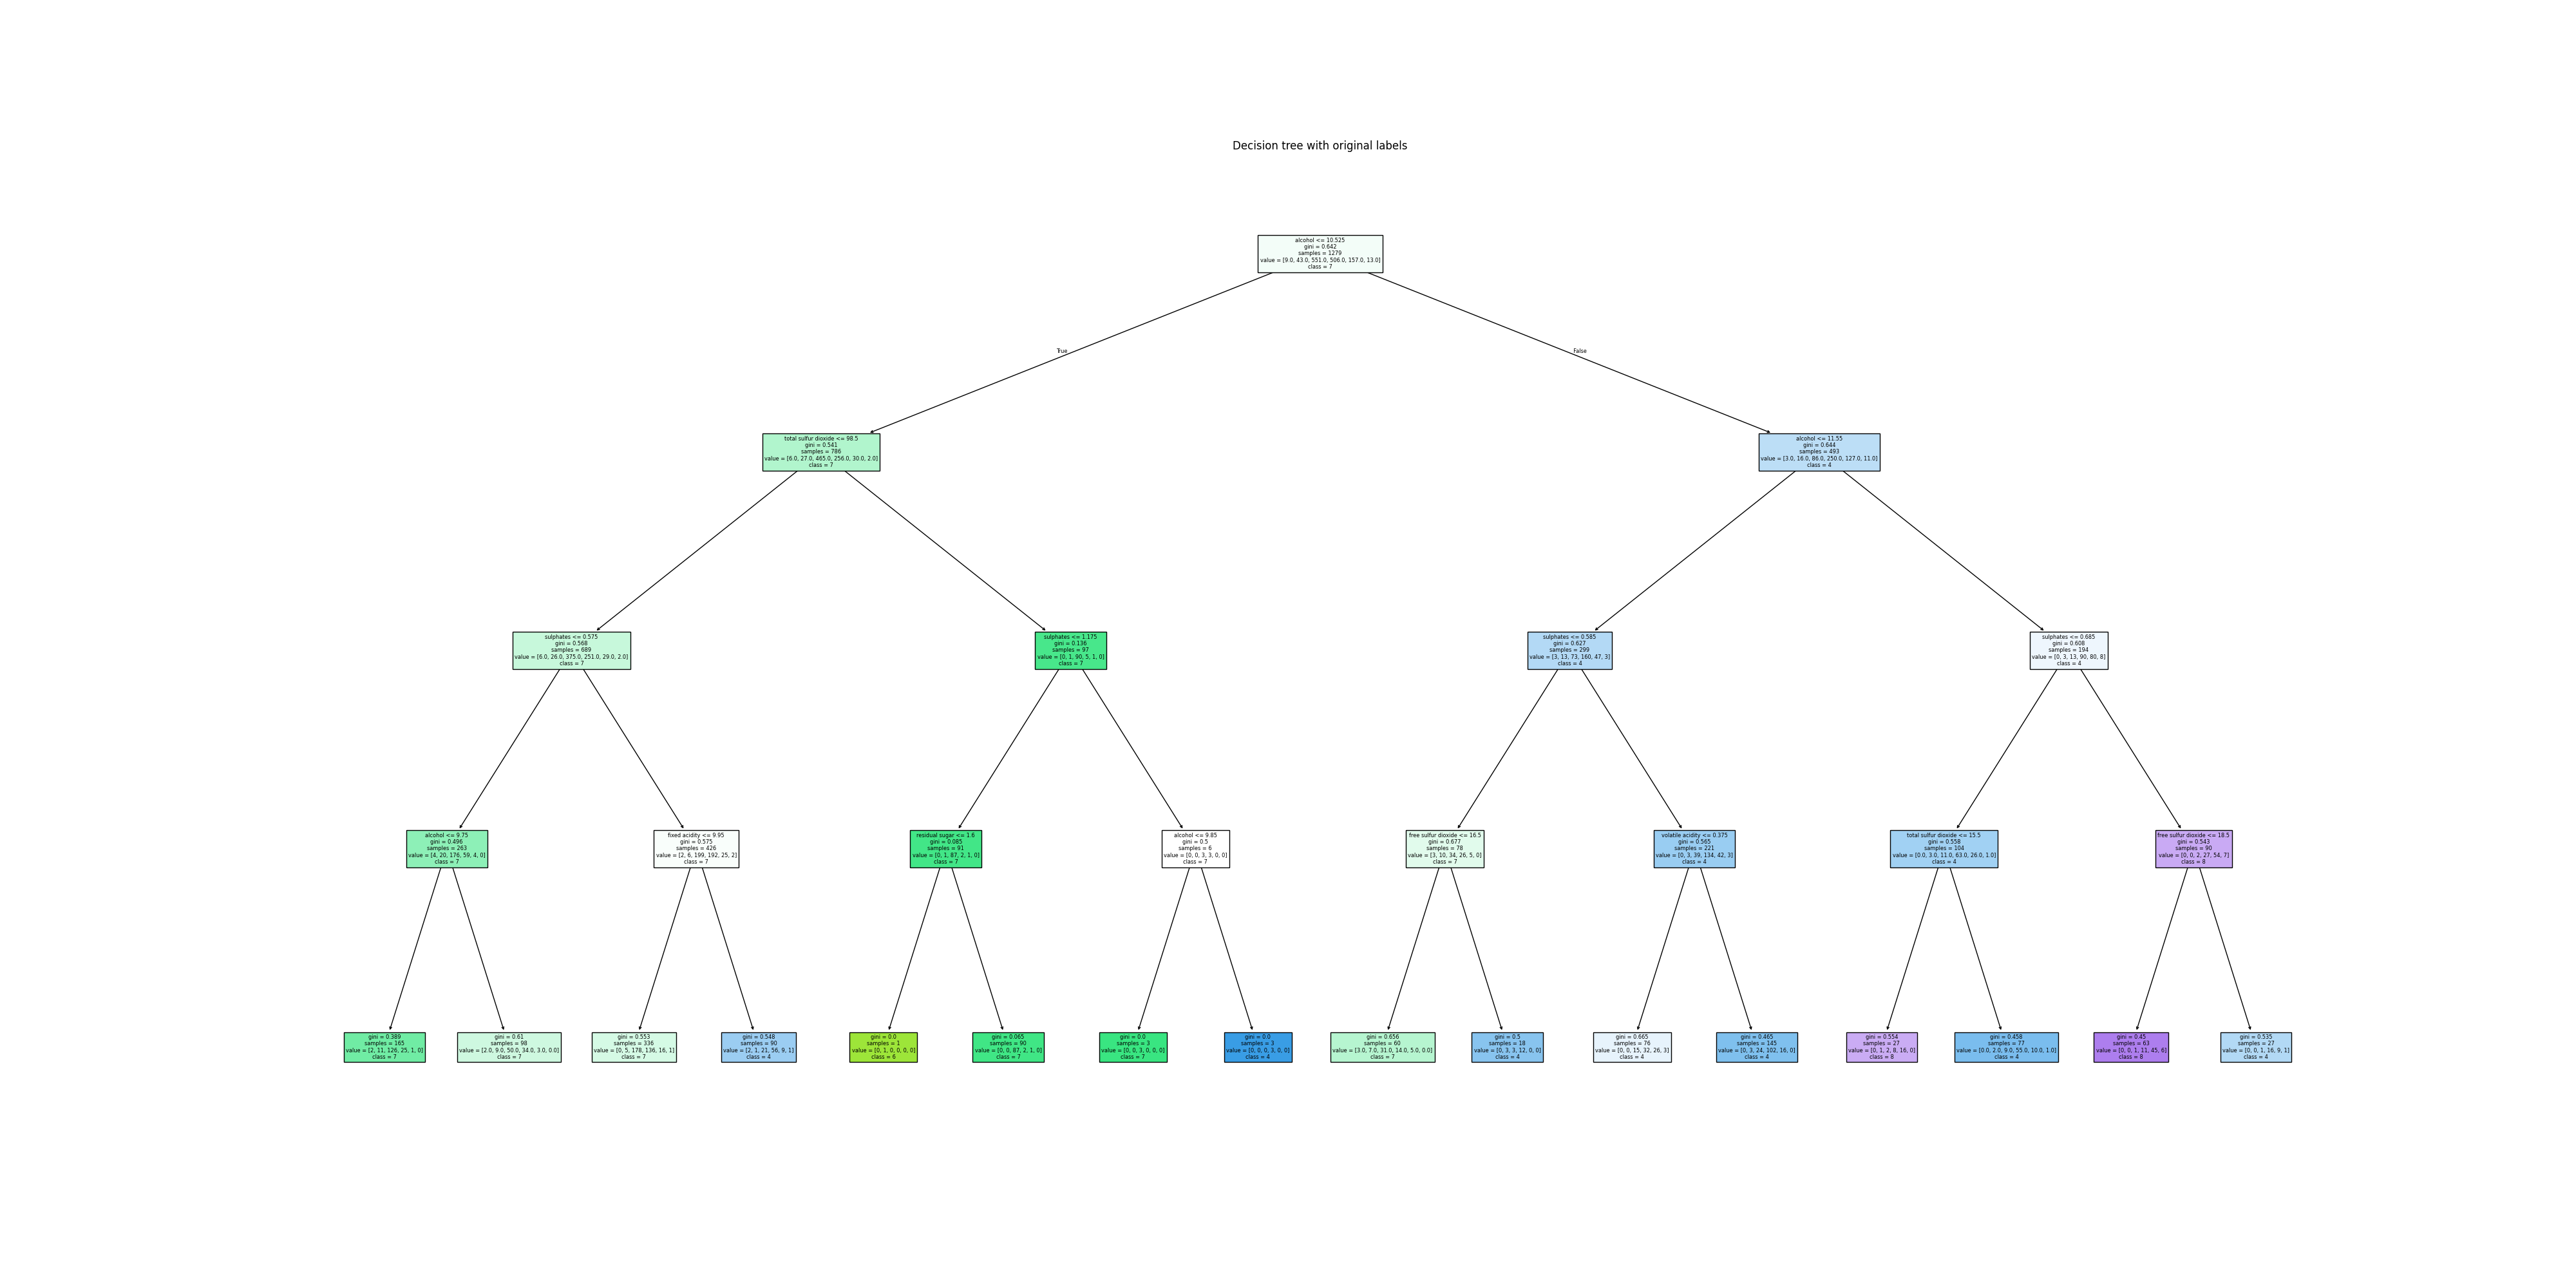 Decision tree with original labels
alcohol <= 10.525
gini = 0.642
samples = 1279
value = [9.0, 43.0, 551.0, 506.0, 157.0, 13.0]
class = 7
True
False
total sulfur dioxide <= 98.5
gini = 0.541
samples = 786
value = [6.0, 27.0, 465.0, 256.0, 30.0, 2.0]
class = 7
alcohol <= 11.55
gini = 0.644
samples = 493
value = [3.0, 16.0, 86.0, 250.0, 127.0, 11.0]
class = 4
sulphates <= 0.575
gini = 0.568
samples = 689
value = [6.0, 26.0, 375.0, 251.0, 29.0, 2.0]
class = 7
sulphates <= 1.175
gini = 0.136
samples = 97
value = [0, 1, 90, 5, 1, 0]
class = 7
sulphates <= 0.585
gini = 0.627
samples = 299
value = [3, 13, 73, 160, 47, 3]
class = 4
sulphates <= 0.685
gini = 0.608
samples = 194
value = [0, 3, 13, 90, 80, 8]
class = 4
alcohol <= 9.75
gini = 0.496
samples = 263
value = [4, 20, 176, 59, 4, 0]
class = 7
fixed acidity <= 9.95
gini = 0.575
samples = 426
value = [2, 6, 199, 192, 25, 2]
class = 7
residual sugar <= 1.6
gini = 0.085
samples = 91
value = [0, 1, 87, 2, 1, 0]
class = 7
alcohol <= 9.85
gini = 0.5
samples = 6
value = [0, 0, 3, 3, 0, 0]
class = 7
free sulfur dioxide <= 16.5
gini = 0.677
samples = 78
value = [3, 10, 34, 26, 5, 0]
class = 7
volatile acidity <= 0.375
gini = 0.565
samples = 221
value = [0, 3, 39, 134, 42, 3]
class = 4
total sulfur dioxide <= 15.5
gini = 0.558
samples = 104
value = [0.0, 3.0, 11.0, 63.0, 26.0, 1.0]
class = 4
free sulfur dioxide <= 18.5
gini = 0.543
samples = 90
value = [0, 0, 2, 27, 54, 7]
class = 8
gini = 0.389
samples = 165
value = [2, 11, 126, 25, 1, 0]
class = 7
gini = 0.61
samples = 98
value = [2.0, 9.0, 50.0, 34.0, 3.0, 0.0]
class = 7
gini = 0.553
samples = 336
value = [0, 5, 178, 136, 16, 1]
class = 7
gini = 0.548
samples = 90
value = [2, 1, 21, 56, 9, 1]
class = 4
gini = 0.0
samples = 1
value = [0, 1, 0, 0, 0, 0]
class = 6
gini = 0.065
samples = 90
value = [0, 0, 87, 2, 1, 0]
class = 7
gini = 0.0
samples = 3
value = [0, 0, 3, 0, 0, 0]
class = 7
gini = 0.0
samples = 3
value = [0, 0, 0, 3, 0, 0]
class = 4
gini = 0.656
samples = 60
value = [3.0, 7.0, 31.0, 14.0, 5.0, 0.0]
class = 7
gini = 0.5
samples = 18
value = [0, 3, 3, 12, 0, 0]
class = 4
gini = 0.665
samples = 76
value = [0, 0, 15, 32, 26, 3]
class = 4
gini = 0.465
samples = 145
value = [0, 3, 24, 102, 16, 0]
class = 4
gini = 0.554
samples = 27
value = [0, 1, 2, 8, 16, 0]
class = 8
gini = 0.458
samples = 77
value = [0.0, 2.0, 9.0, 55.0, 10.0, 1.0]
class = 4
gini = 0.45
samples = 63
value = [0, 0, 1, 11, 45, 6]
class = 8
gini = 0.535
samples = 27
value = [0, 0, 1, 16, 9, 1]
class = 4